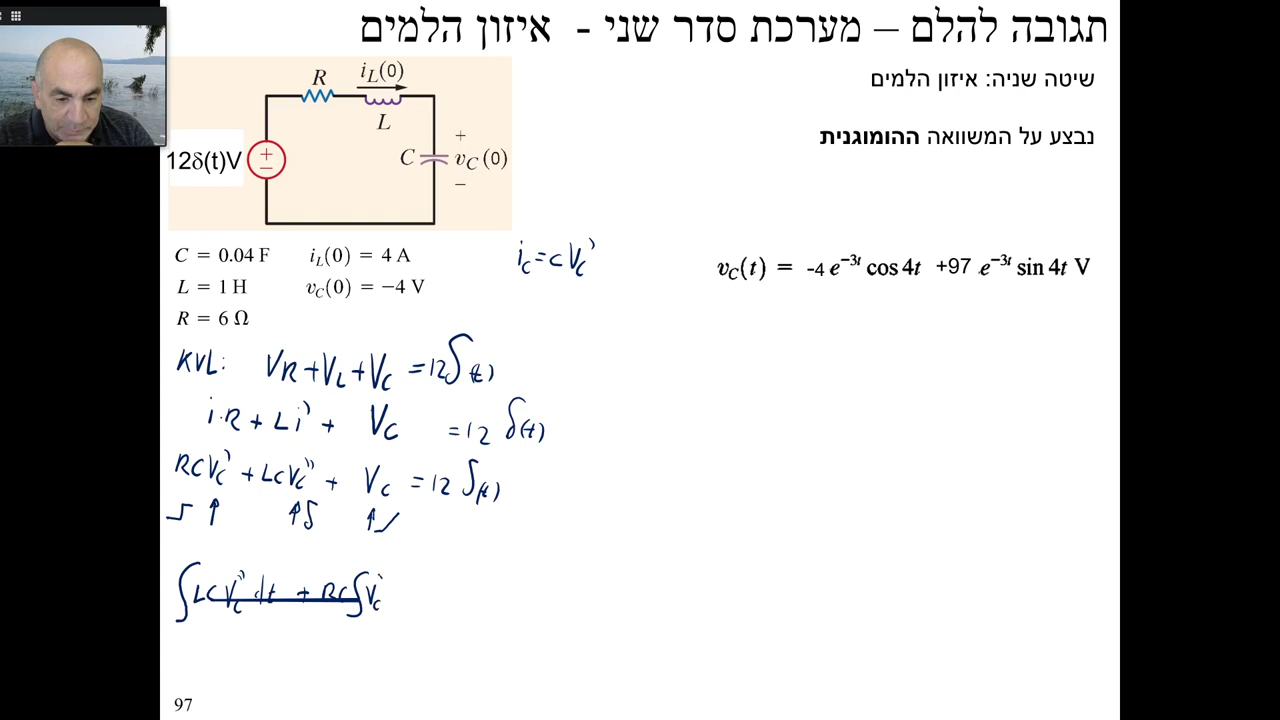 תגובה להלם – מערכת סדר שני - איזון הלמים
שיטה שניה: איזון הלמים
נבצע על המשוואה ההומוגנית
R
iL(0)
L
12δ(t)V
+
−
C
+
vC(0)
−
C = 0.04 F iL(0) = 4 A
L = 1 H vC(0) = −4 V
R = 6 Ω
ic = c Vc'
vC(t) = -4 e^−3t cos 4t +97 e^−3t sin 4t V
KVL: VR + VL + Vc = 12 δ(t)
i·R + Li' + Vc = 12 δ(t)
RCVc' + LCVc'' + Vc = 12 δ(t)
δ
∫LCVc'' dt + RC∫Vc'
97